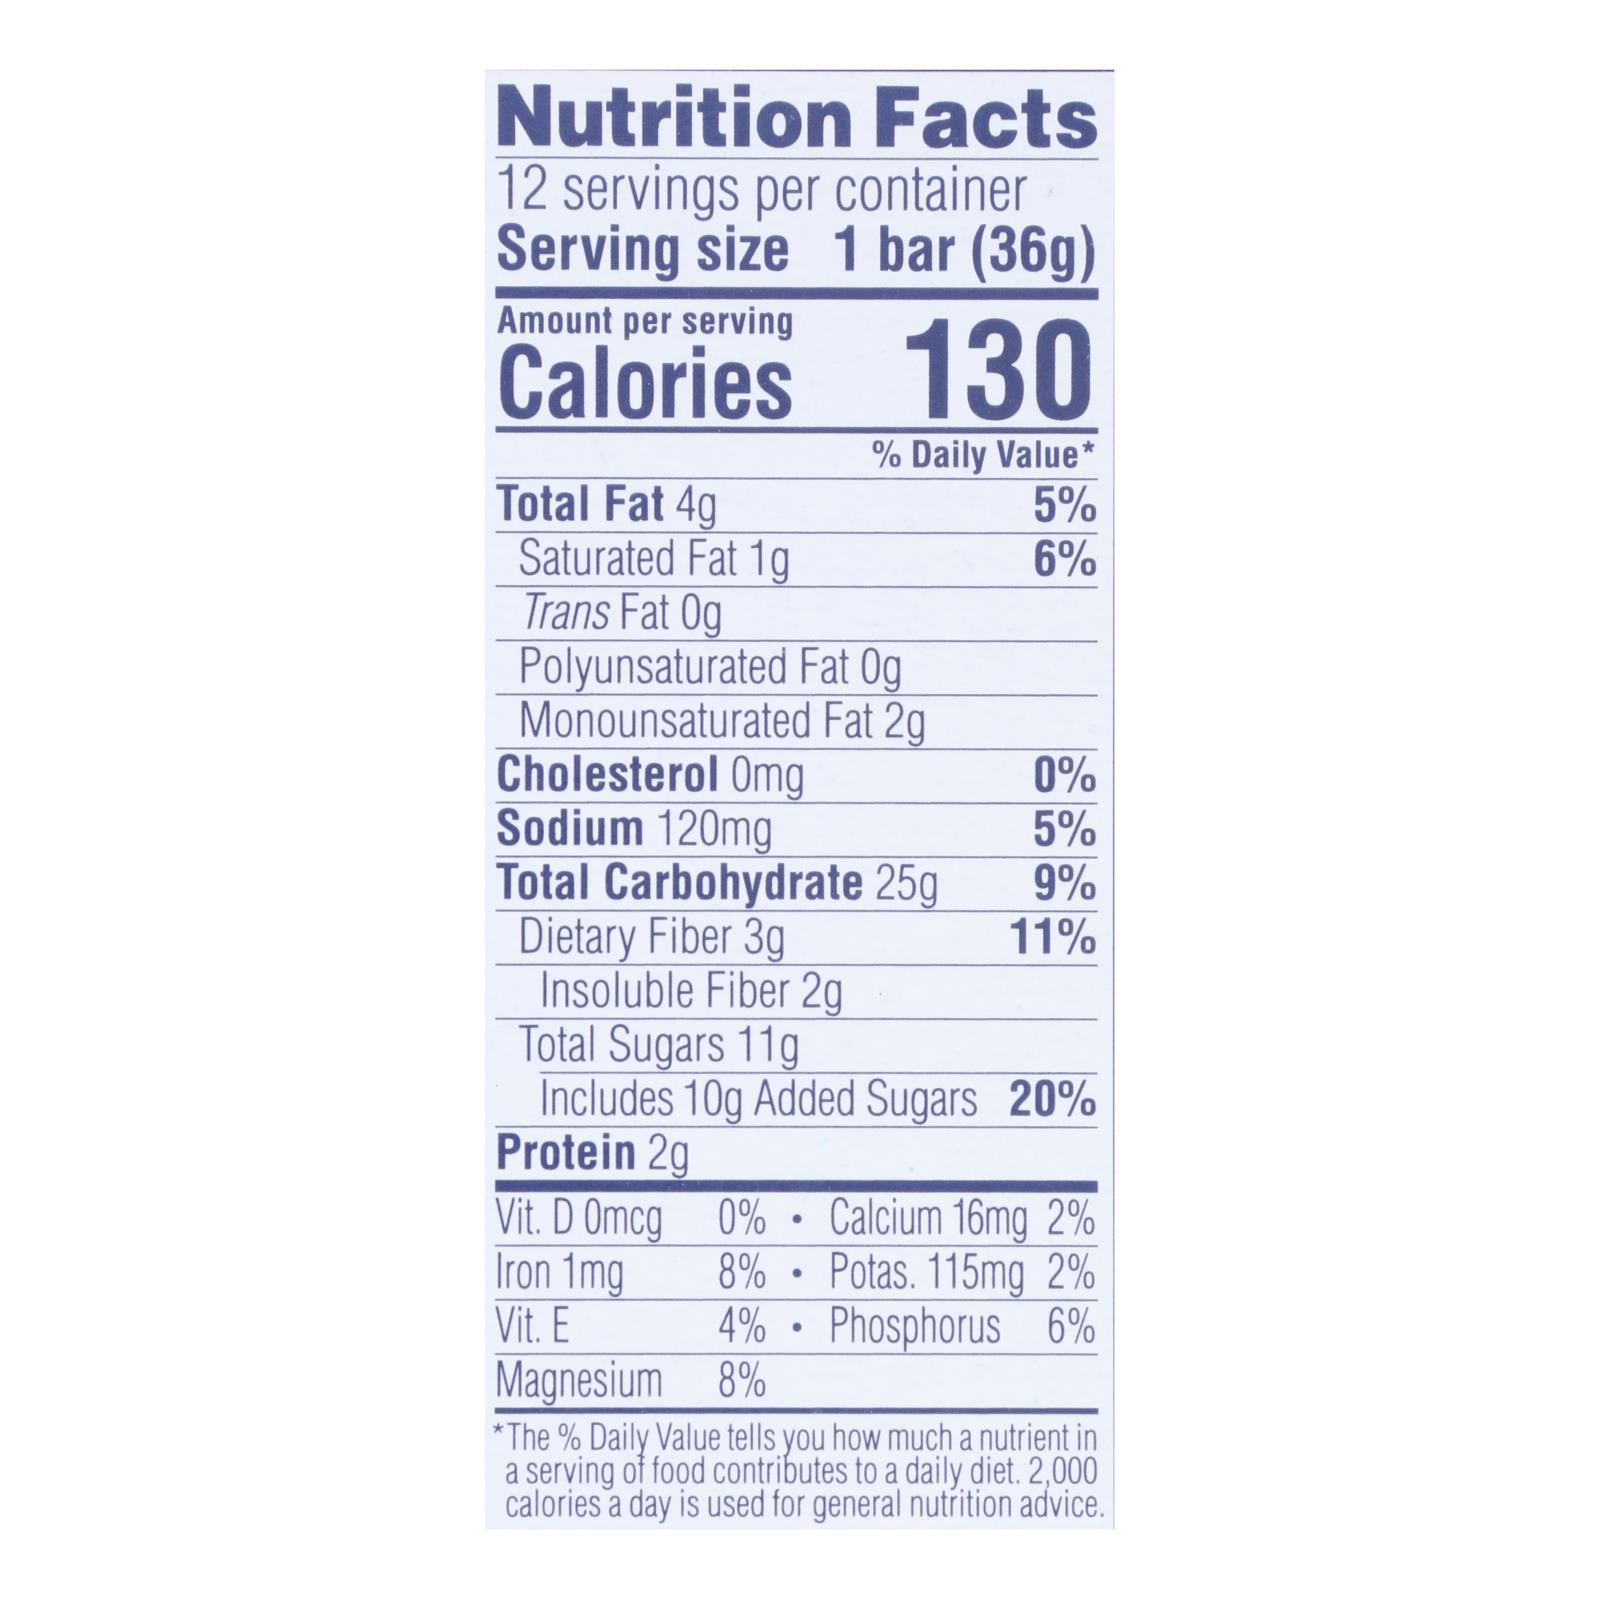 Nutrition Facts
12 servings per container
Serving size 1 bar (36g)
Amount per serving
Calories 130
% Daily Value*
Total Fat 4g 5%
Saturated Fat 1g 6%
Trans Fat 0g
Polyunsaturated Fat 0g
Monounsaturated Fat 2g
Cholesterol 0mg 0%
Sodium 120mg 5%
Total Carbohydrate 25g 9%
Dietary Fiber 3g 11%
Insoluble Fiber 2g
Total Sugars 11g
Includes 10g Added Sugars 20%
Protein 2g
Vit. D 0mcg 0% • Calcium 16mg 2%
Iron 1mg 8% • Potas. 115mg 2%
Vit. E 4% • Phosphorus 6%
Magnesium 8%
*The % Daily Value tells you how much a nutrient in
a serving of food contributes to a daily diet. 2,000
calories a day is used for general nutrition advice.